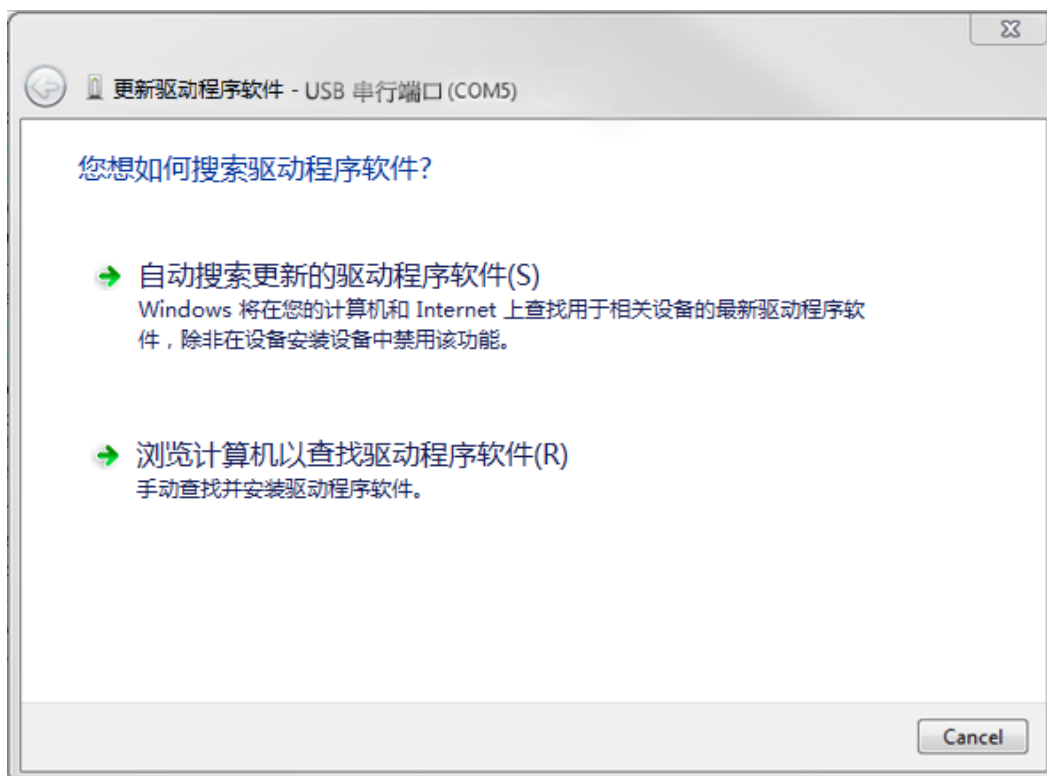 更新驱动程序软件 - USB 串行端口 (COM5)
您想如何搜索驱动程序软件?
自动搜索更新的驱动程序软件(S)
Windows 将在您的计算机和 Internet 上查找用于相关设备的最新驱动程序软
件，除非在设备安装设备中禁用该功能。
浏览计算机以查找驱动程序软件(R)
手动查找并安装驱动程序软件。
Cancel